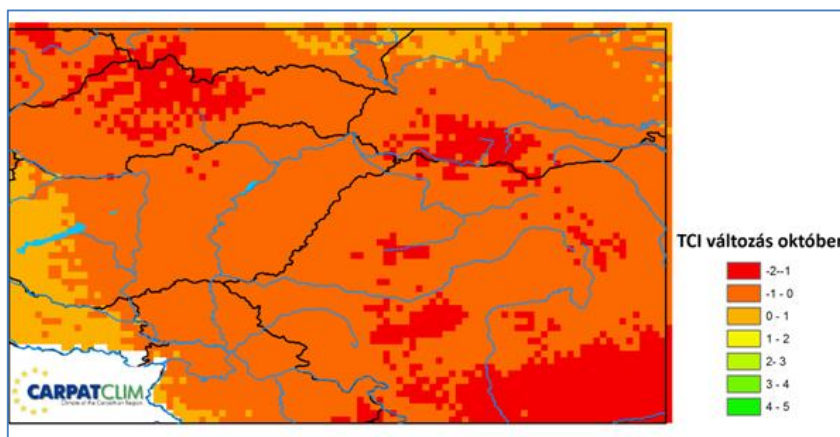 TCI változás október
-2--1
-1 - 0
0 - 1
1 - 2
2- 3
3 - 4
4 - 5
CARPATCLIM
Climate of the Carpathian Region